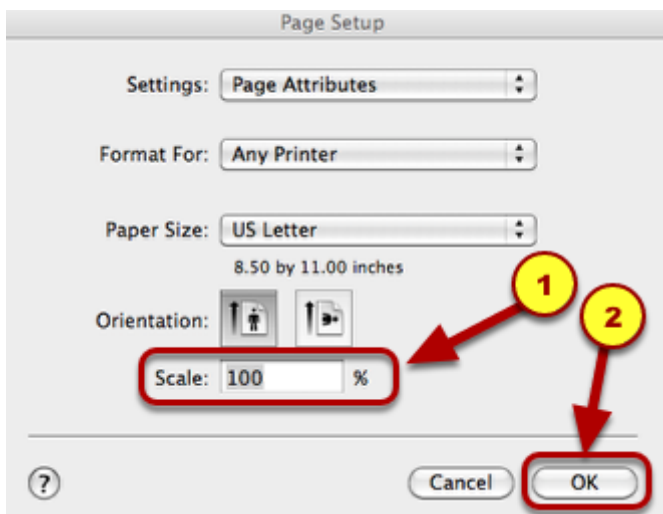 Page Setup
Settings: Page Attributes
Format For: Any Printer
Paper Size: US Letter
8.50 by 11.00 inches
1
Orientation:
2
Scale: 100 %
? Cancel OK